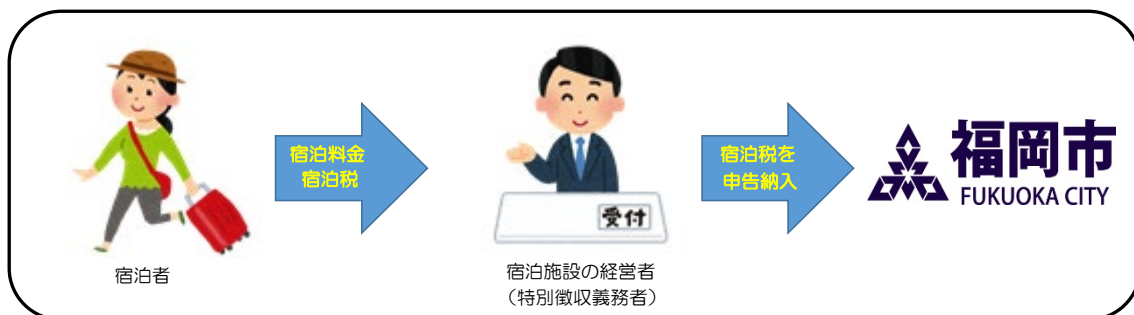 宿泊料金
宿泊税
宿泊税を
申告納入
福岡市
FUKUOKA CITY
受付
宿泊者
宿泊施設の経営者
（特別徴収義務者）